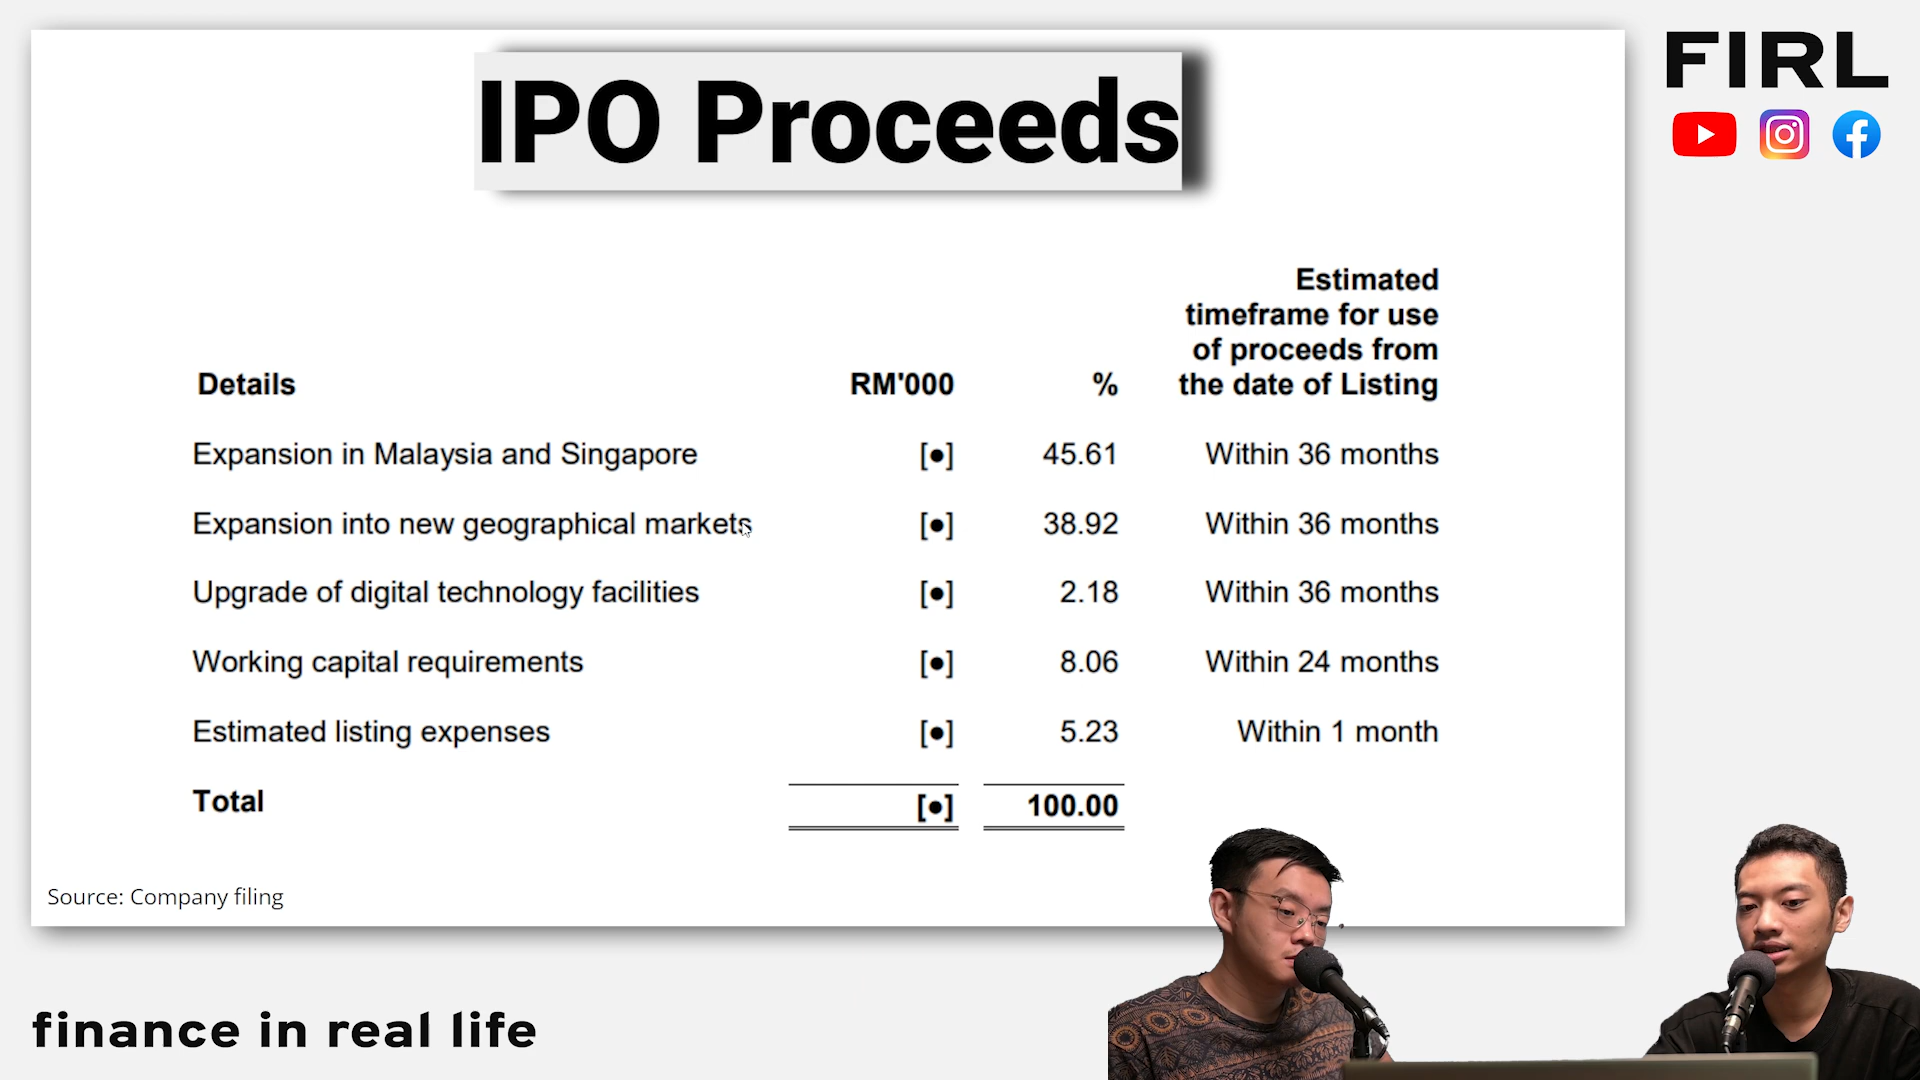 IPO Proceeds
FIRL
Estimated
timeframe for use
of proceeds from
Details RM'000 % the date of Listing
Expansion in Malaysia and Singapore [●] 45.61 Within 36 months
Expansion into new geographical markets [●] 38.92 Within 36 months
Upgrade of digital technology facilities [●] 2.18 Within 36 months
Working capital requirements [●] 8.06 Within 24 months
Estimated listing expenses [●] 5.23 Within 1 month
Total [●] 100.00
Source: Company filing
finance in real life